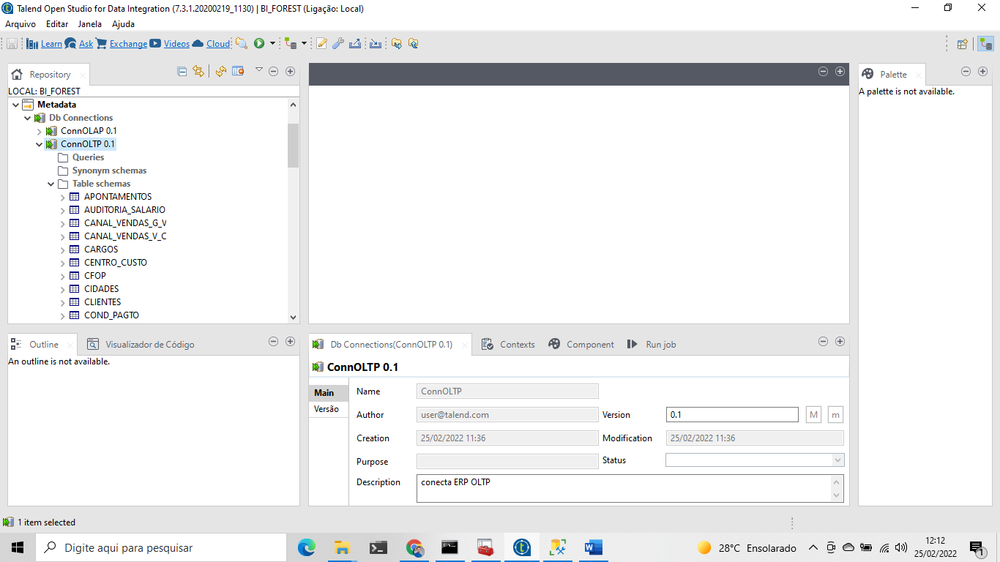 Talend Open Studio for Data Integration (7.3.1.20200219_1130) | BI_FOREST (Ligação: Local)
Arquivo Editar Janela Ajuda
Learn Ask Exchange Videos Cloud
Repository
LOCAL: BI_FOREST
Metadata
Db Connections
ConnOLAP 0.1
ConnOLTP 0.1
Queries
Synonym schemas
Table schemas
APONTAMENTOS
AUDITORIA_SALARIO
CANAL_VENDAS_G_V
CANAL_VENDAS_V_C
CARGOS
CENTRO_CUSTO
CFOP
CIDADES
CLIENTES
COND_PAGTO
Palette
A palette is not available.
Outline Visualizador de Código
An outline is not available.
Db Connections(ConnOLTP 0.1) Contexts Component Run job
ConnOLTP 0.1
Main
Versão
Name ConnOLTP
Author user@talend.com Version 0.1 M m
Creation 25/02/2022 11:36 Modification 25/02/2022 11:36
Purpose Status
Description conecta ERP OLTP
1 item selected
Digite aqui para pesquisar
28°C Ensolarado
12:12
25/02/2022
1